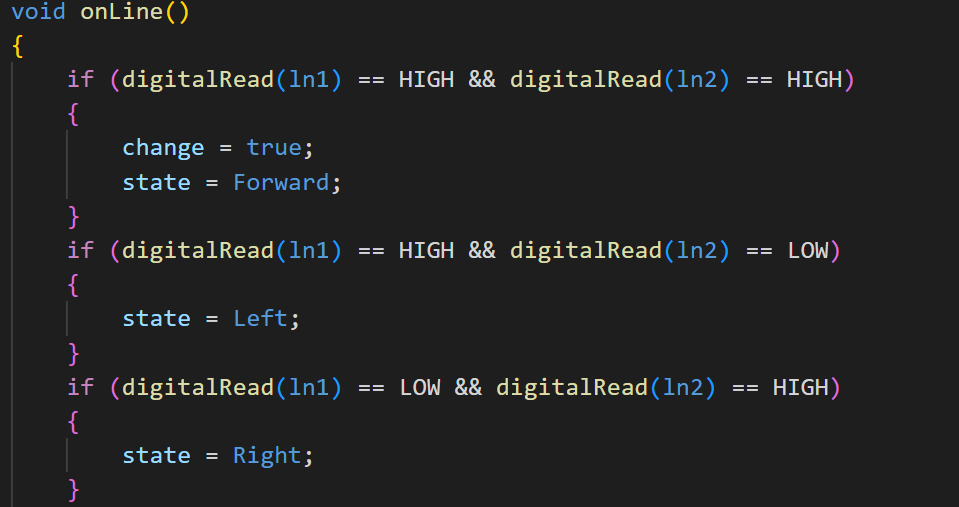 void onLine()
{
if (digitalRead(ln1) == HIGH && digitalRead(ln2) == HIGH)
{
change = true;
state = Forward;
}
if (digitalRead(ln1) == HIGH && digitalRead(ln2) == LOW)
{
state = Left;
}
if (digitalRead(ln1) == LOW && digitalRead(ln2) == HIGH)
{
state = Right;
}